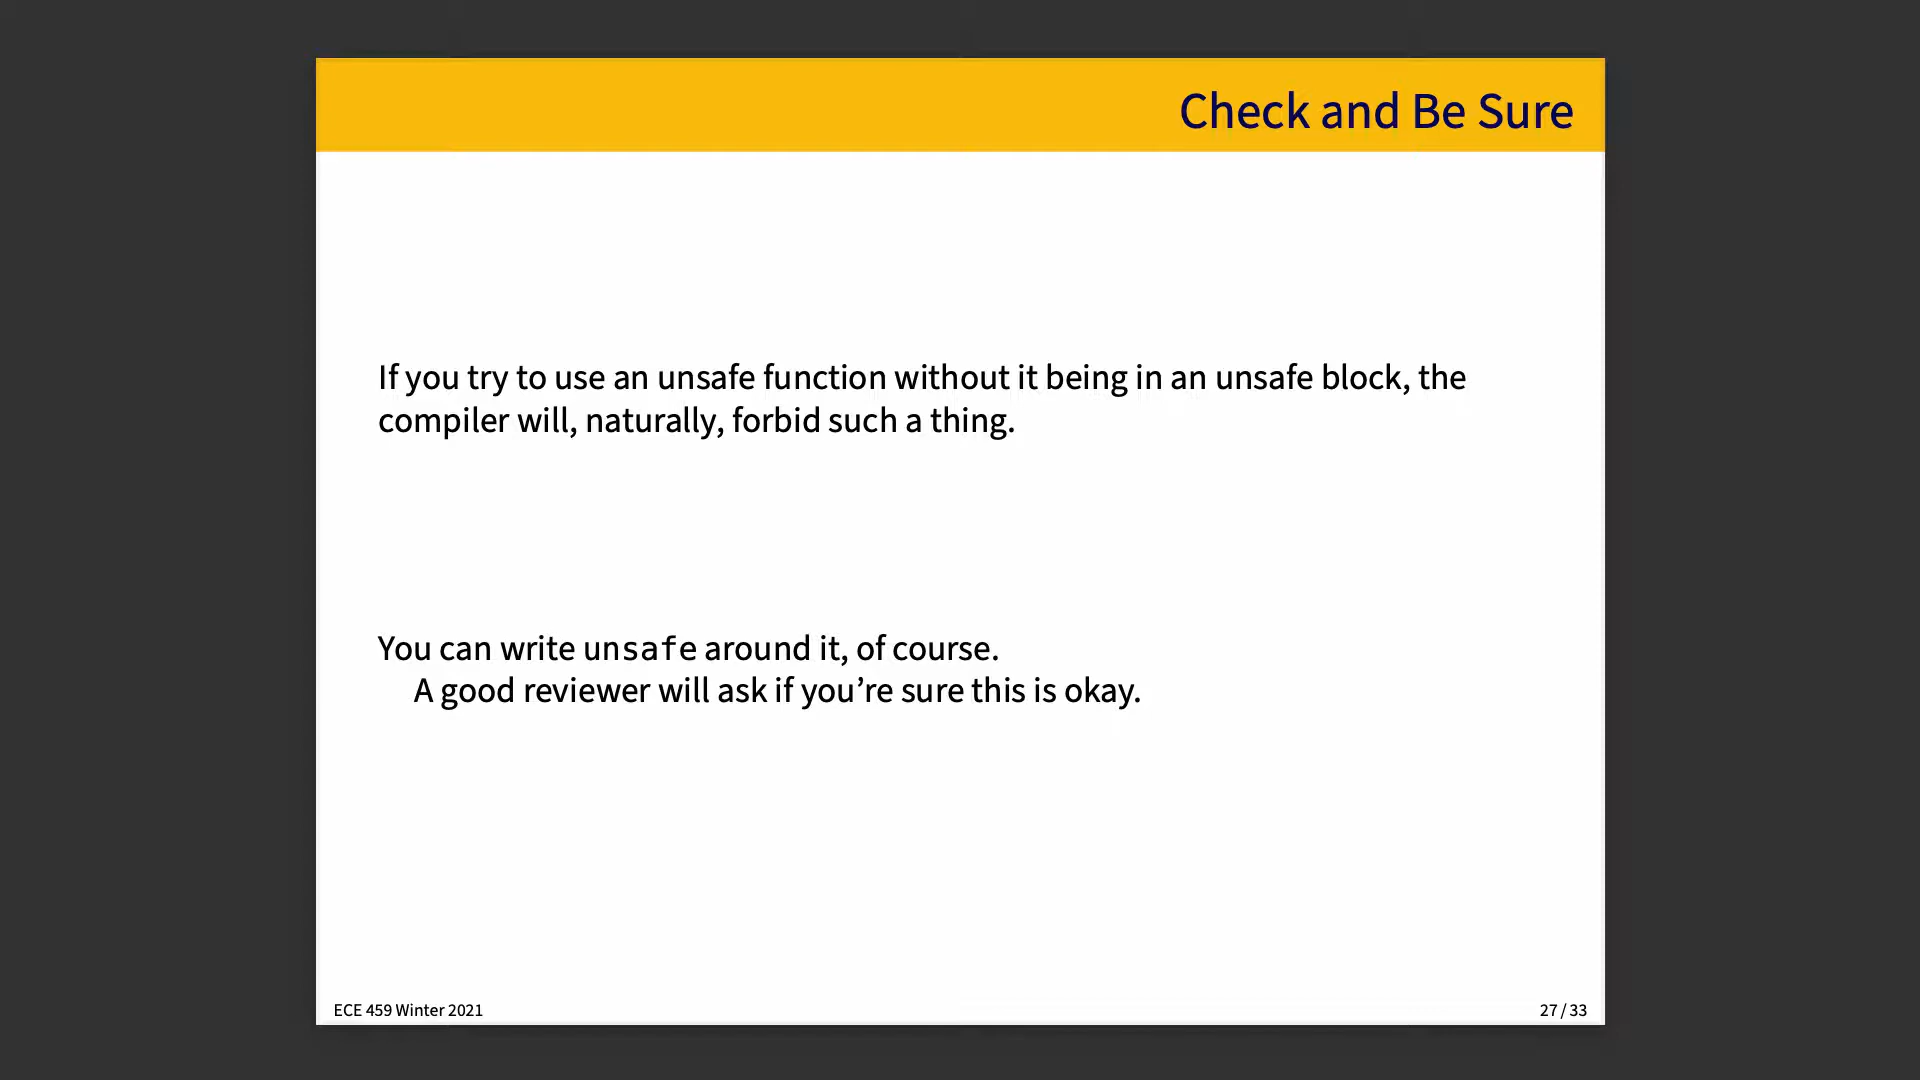 Check and Be Sure
If you try to use an unsafe function without it being in an unsafe block, the
compiler will, naturally, forbid such a thing.
You can write unsafe around it, of course.
A good reviewer will ask if you’re sure this is okay.
ECE 459 Winter 2021
27 / 33